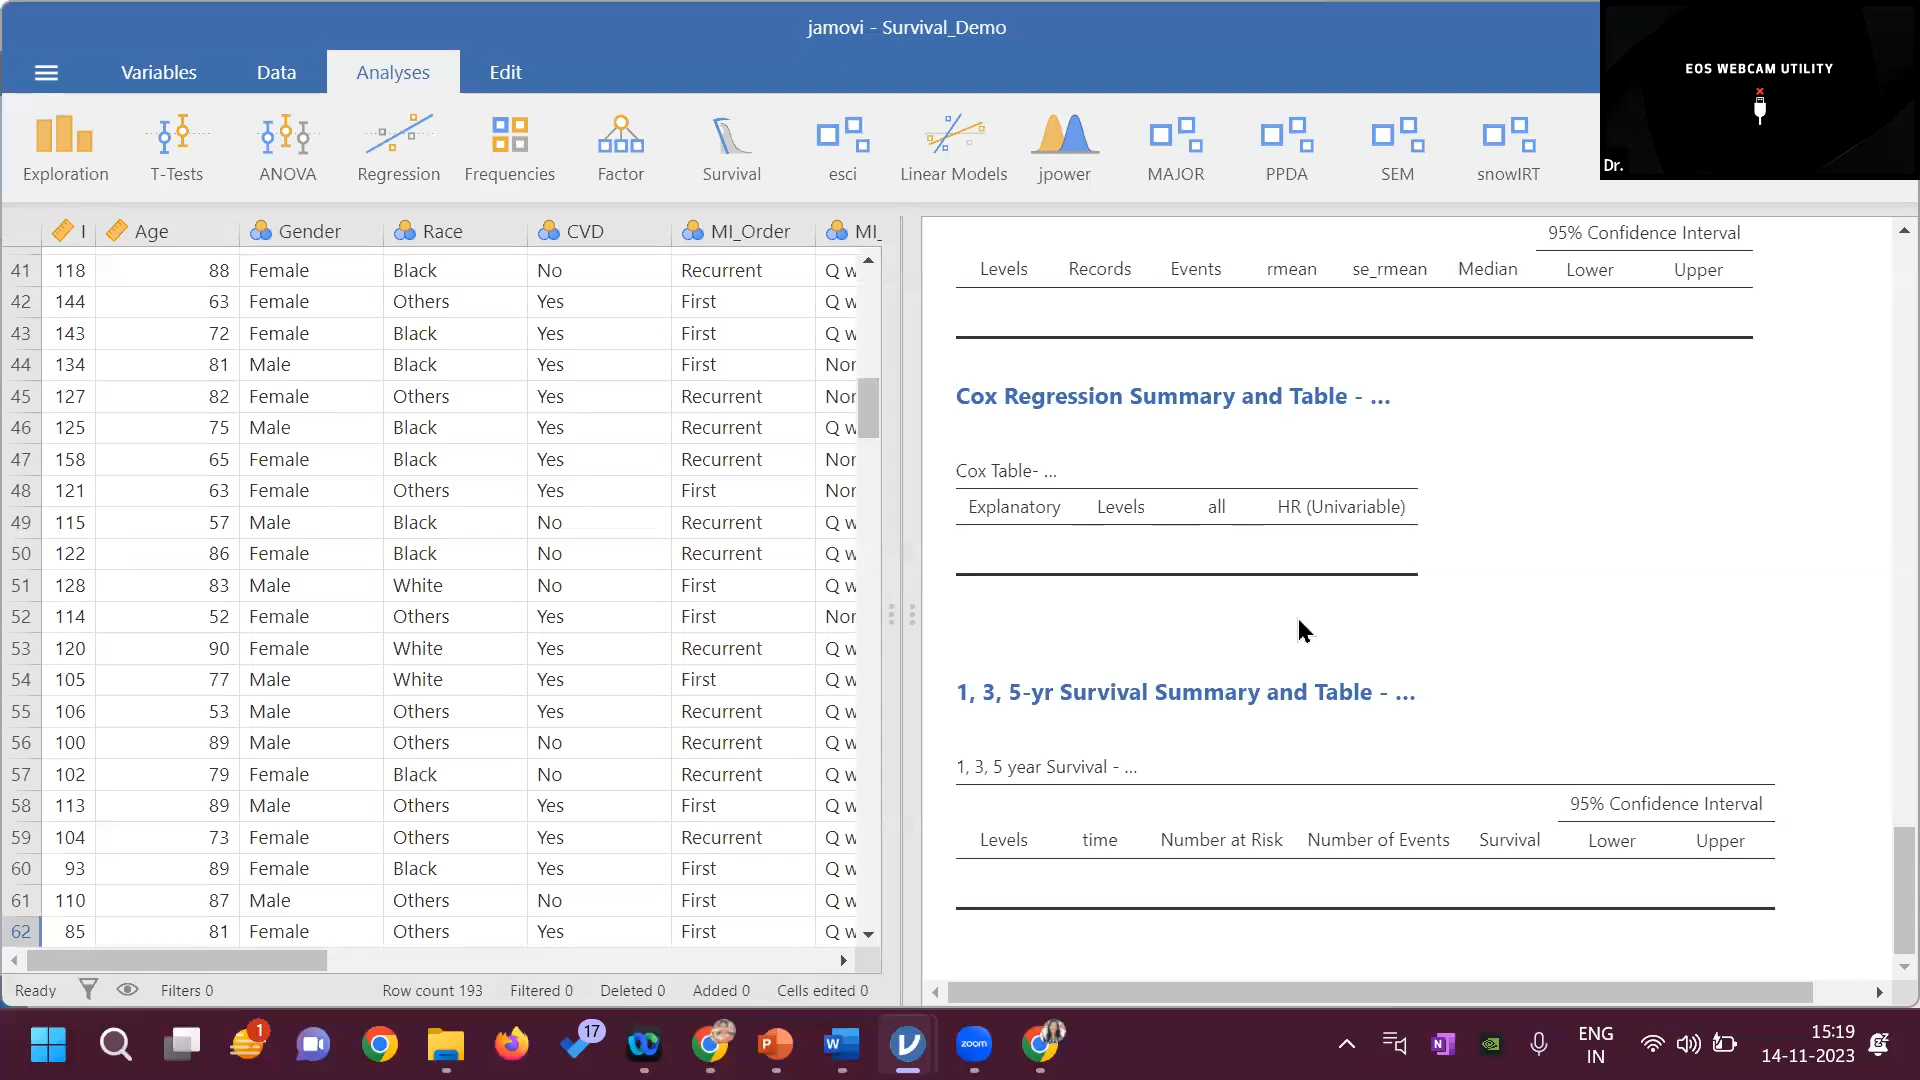 jamovi - Survival_Demo
EOS WEBCAM UTILITY
Dr.
Variables Data Analyses Edit
Exploration T-Tests ANOVA Regression Frequencies Factor Survival esci Linear Models jpower MAJOR PPDA SEM snowIRT
I Age Gender Race CVD MI_Order MI_
41 118 88 Female Black No Recurrent Q w
42 144 63 Female Others Yes First Q w
43 143 72 Female Black Yes First Q w
44 134 81 Male Black Yes First Nor
45 127 82 Female Others Yes Recurrent Nor
46 125 75 Male Black Yes Recurrent Q w
47 158 65 Female Black Yes Recurrent Nor
48 121 63 Female Others Yes First Nor
49 115 57 Male Black No Recurrent Q w
50 122 86 Female Black No Recurrent Q w
51 128 83 Male White No First Q w
52 114 52 Female Others Yes First Nor
53 120 90 Female White Yes Recurrent Q w
54 105 77 Male White Yes First Q w
55 106 53 Male Others Yes Recurrent Q w
56 100 89 Male Others No Recurrent Q w
57 102 79 Female Black No Recurrent Q w
58 113 89 Male Others Yes First Q w
59 104 73 Female Others Yes Recurrent Q w
60 93 89 Female Black Yes First Q w
61 110 87 Male Others No First Q w
62 85 81 Female Others Yes First Q w
Ready Filters 0 Row count 193 Filtered 0 Deleted 0 Added 0 Cells edited 0
95% Confidence Interval
Levels Records Events rmean se_rmean Median Lower Upper
Cox Regression Summary and Table - ...
Cox Table- ...
Explanatory Levels all HR (Univariable)
1, 3, 5-yr Survival Summary and Table - ...
1, 3, 5 year Survival - ...
95% Confidence Interval
Levels time Number at Risk Number of Events Survival Lower Upper
1
17
zoom
ENG
IN
15:19
14-11-2023